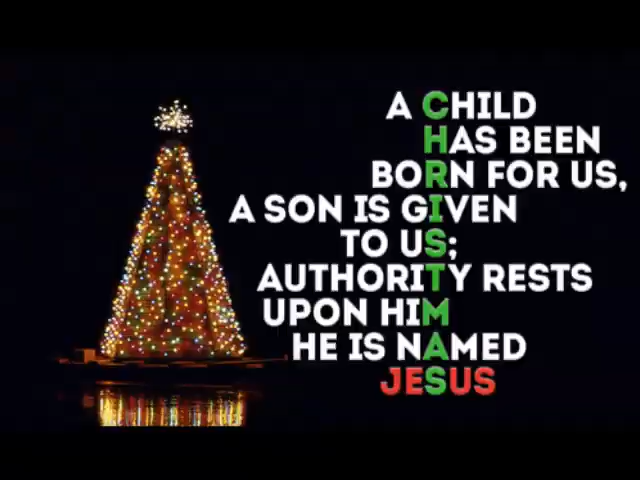 A CHILD
HAS BEEN
BORN FOR US,
A SON IS GIVEN
TO US;
AUTHORITY RESTS
UPON HIM
HE IS NAMED
JESUS